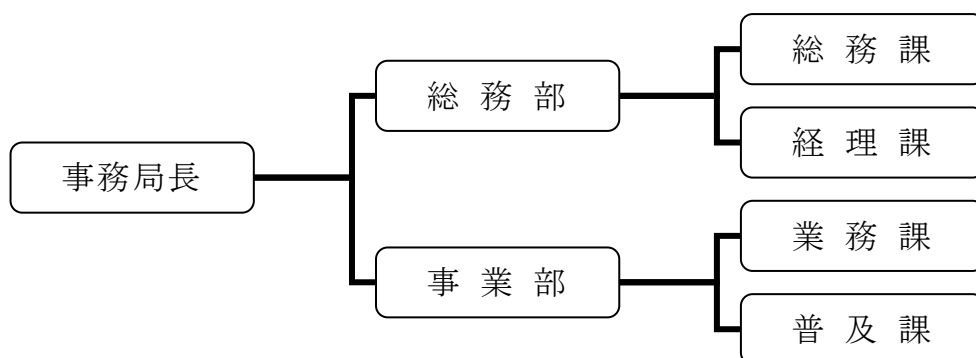 事務局長
総 務 部
総 務 課
経 理 課
事 業 部
業 務 課
普 及 課